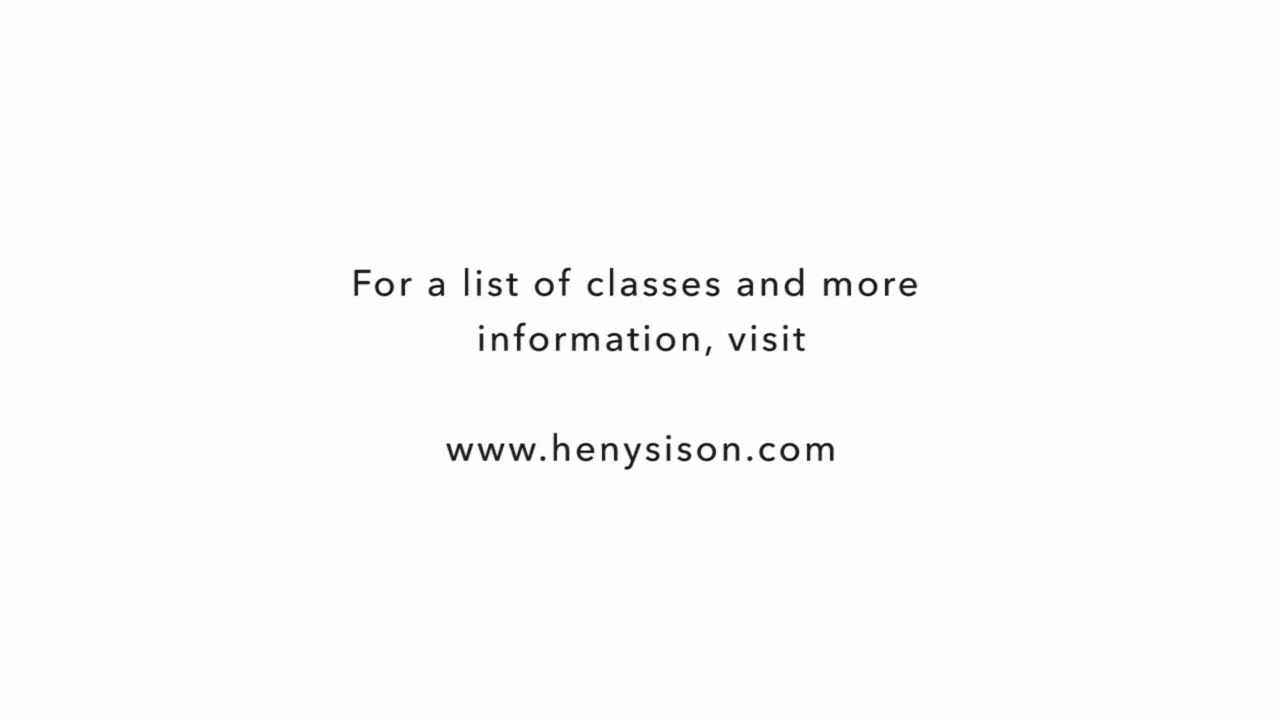 For a list of classes and more
information, visit
www.henysison.com